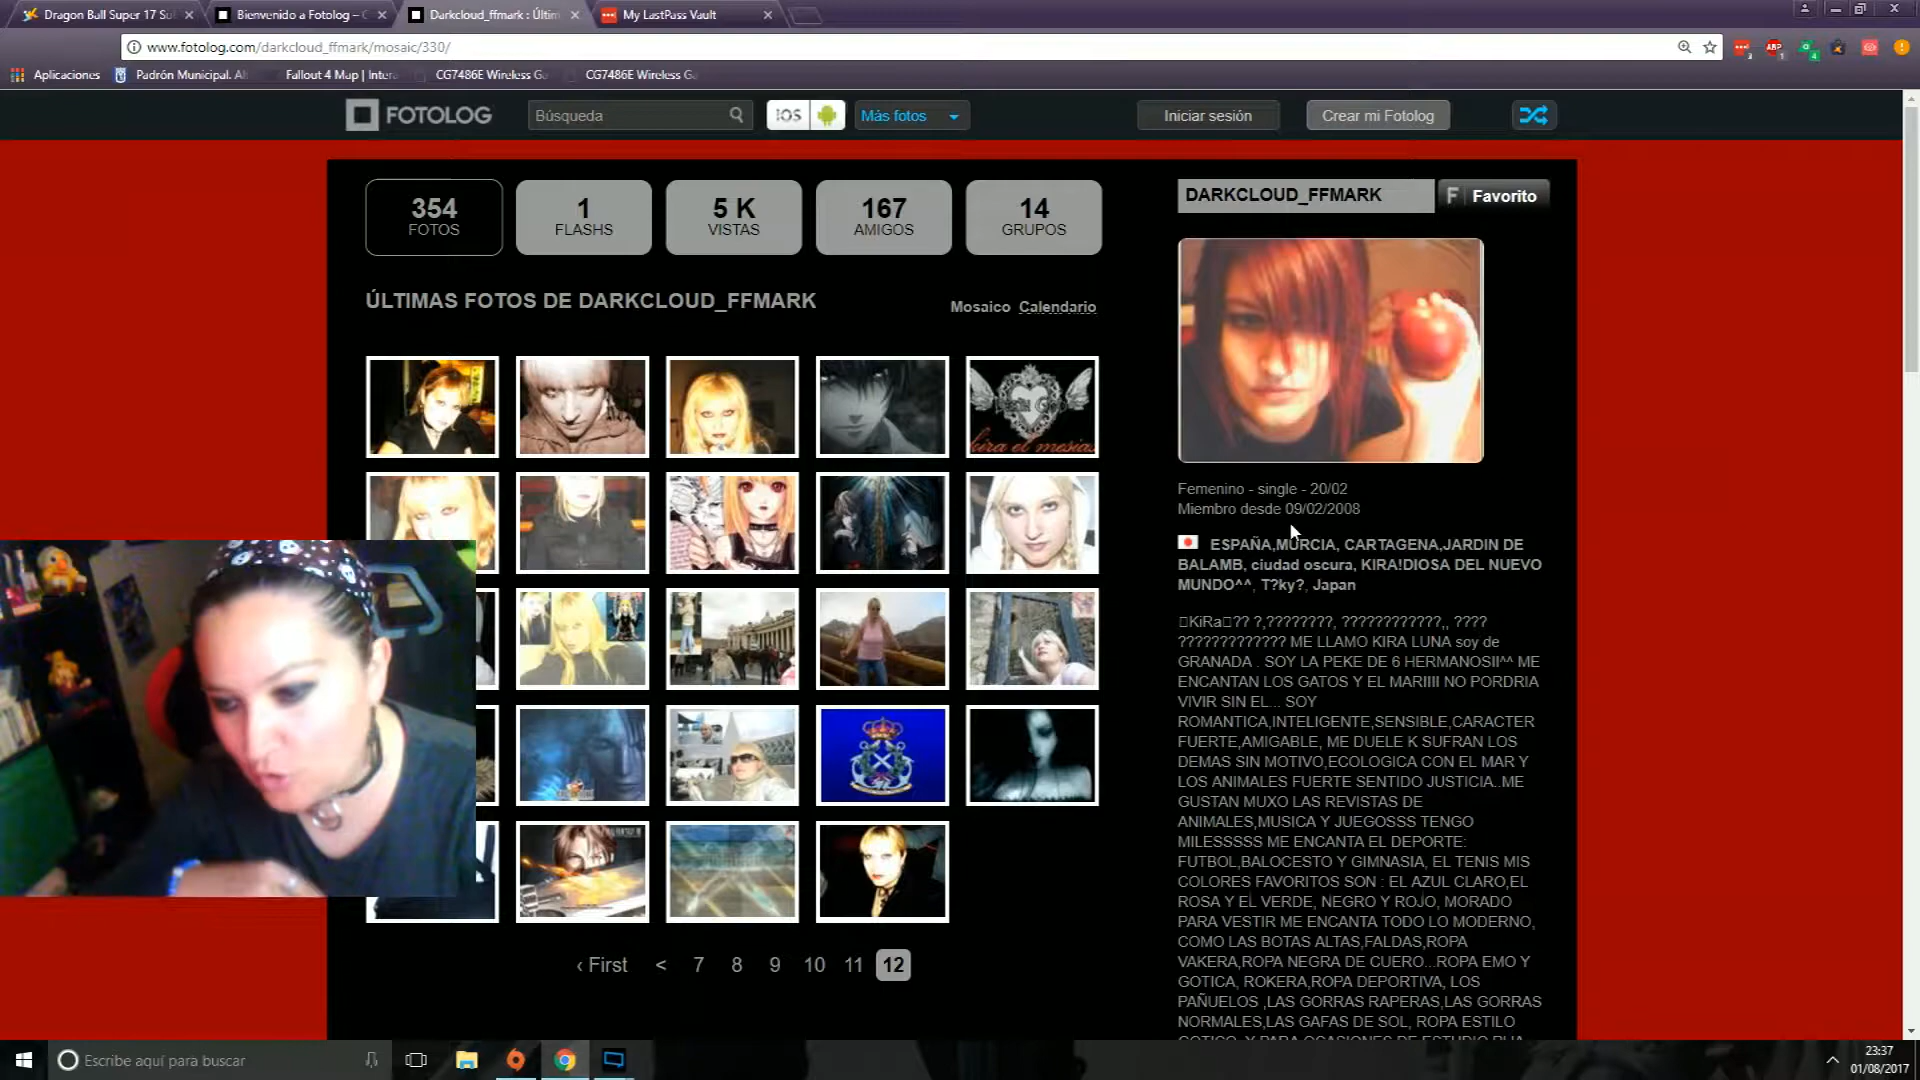 Dragon Ball Super 17 Su
Bienvenido a Fotolog –
Darkcloud_ffmark : Últim
My LastPass Vault
www.fotolog.com/darkcloud_ffmark/mosaic/330/
Aplicaciones
Padrón Municipal. Al
Fallout 4 Map | Intera
CG7486E Wireless Ga
CG7486E Wireless Ga
FOTOLOG
Búsqueda
iOS
Más fotos
Iniciar sesión
Crear mi Fotolog
354
FOTOS
1
FLASHS
5 K
VISTAS
167
AMIGOS
14
GRUPOS
DARKCLOUD_FFMARK
F Favorito
ÚLTIMAS FOTOS DE DARKCLOUD_FFMARK
Mosaico Calendario
kira el mesias
Femenino - single - 20/02
Miembro desde 09/02/2008
ESPAÑA,MURCIA, CARTAGENA,JARDIN DE
BALAMB, ciudad oscura, KIRA!DIOSA DEL NUEVO
MUNDO^^, T?ky?, Japan
□KiRa□?? ?,????????, ????????????,, ????
????????????? ME LLAMO KIRA LUNA soy de
GRANADA . SOY LA PEKE DE 6 HERMANOSII^^ ME
ENCANTAN LOS GATOS Y EL MARIIII NO PORDRIA
VIVIR SIN EL... SOY
ROMANTICA,INTELIGENTE,SENSIBLE,CARACTER
FUERTE,AMIGABLE, ME DUELE K SUFRAN LOS
DEMAS SIN MOTIVO,ECOLOGICA CON EL MAR Y
LOS ANIMALES FUERTE SENTIDO JUSTICIA..ME
GUSTAN MUXO LAS REVISTAS DE
ANIMALES,MUSICA Y JUEGOSSS TENGO
MILESSSSS ME ENCANTA EL DEPORTE:
FUTBOL,BALOCESTO Y GIMNASIA, EL TENIS MIS
COLORES FAVORITOS SON : EL AZUL CLARO,EL
ROSA Y EL VERDE, NEGRO Y ROJO, MORADO
PARA VESTIR ME ENCANTA TODO LO MODERNO,
COMO LAS BOTAS ALTAS,FALDAS,ROPA
VAKERA,ROPA NEGRA DE CUERO...ROPA EMO Y
GOTICA, ROKERA,ROPA DEPORTIVA, LOS
PAÑUELOS ,LAS GORRAS RAPERAS,LAS GORRAS
NORMALES,LAS GAFAS DE SOL, ROPA ESTILO
‹ First < 7 8 9 10 11 12
Escribe aquí para buscar
23:37
01/08/2017